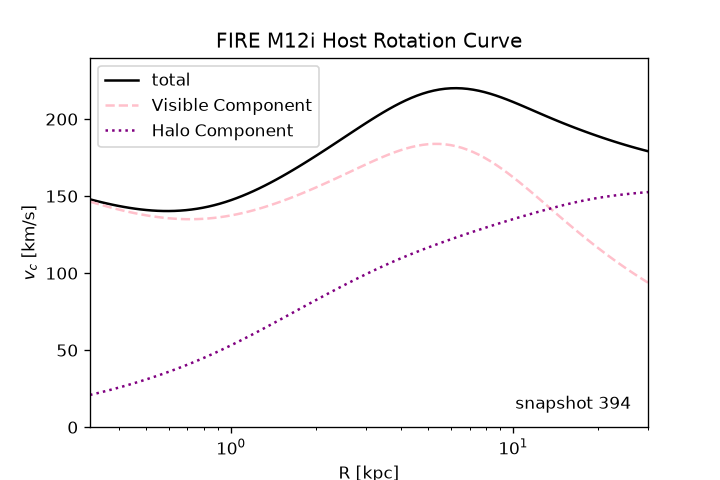 FIRE M12i Host Rotation Curve
total
Visible Component
Halo Component
200
150
100
50
0
v_c [km/s]
snapshot 394
10^0
10^1
R [kpc]